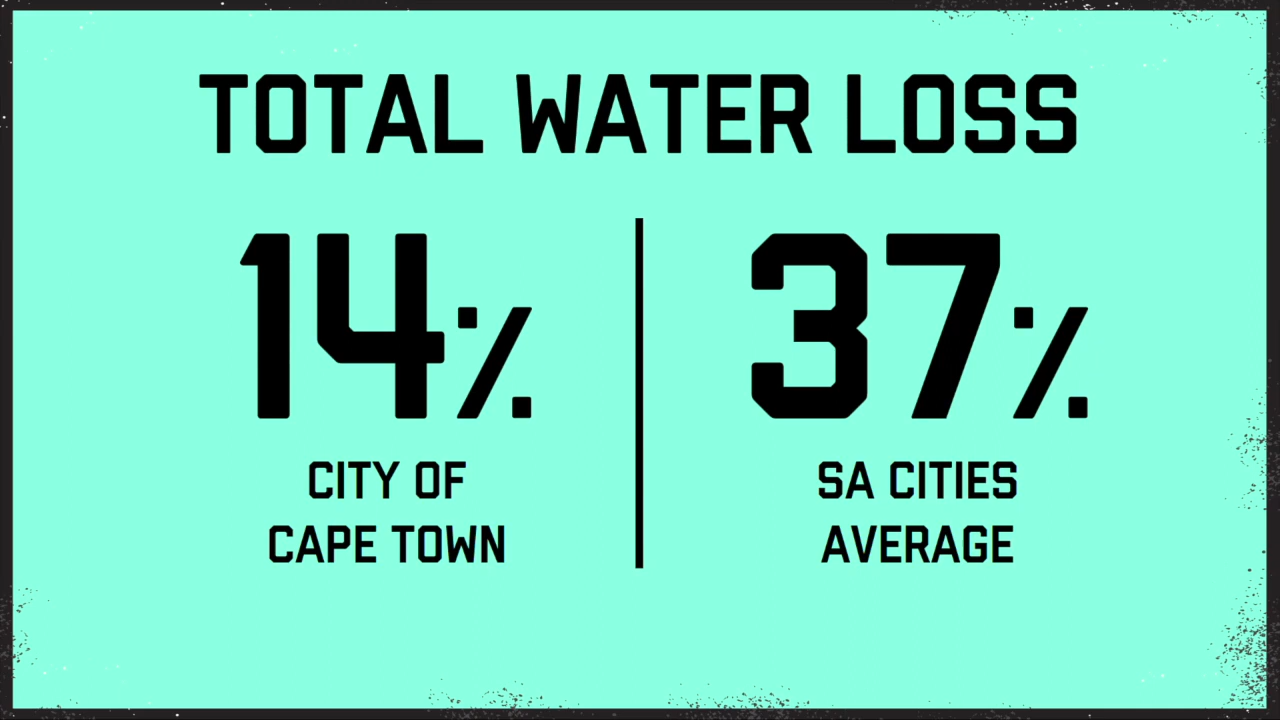 TOTAL WATER LOSS
14%
CITY OF
CAPE TOWN
37%
SA CITIES
AVERAGE